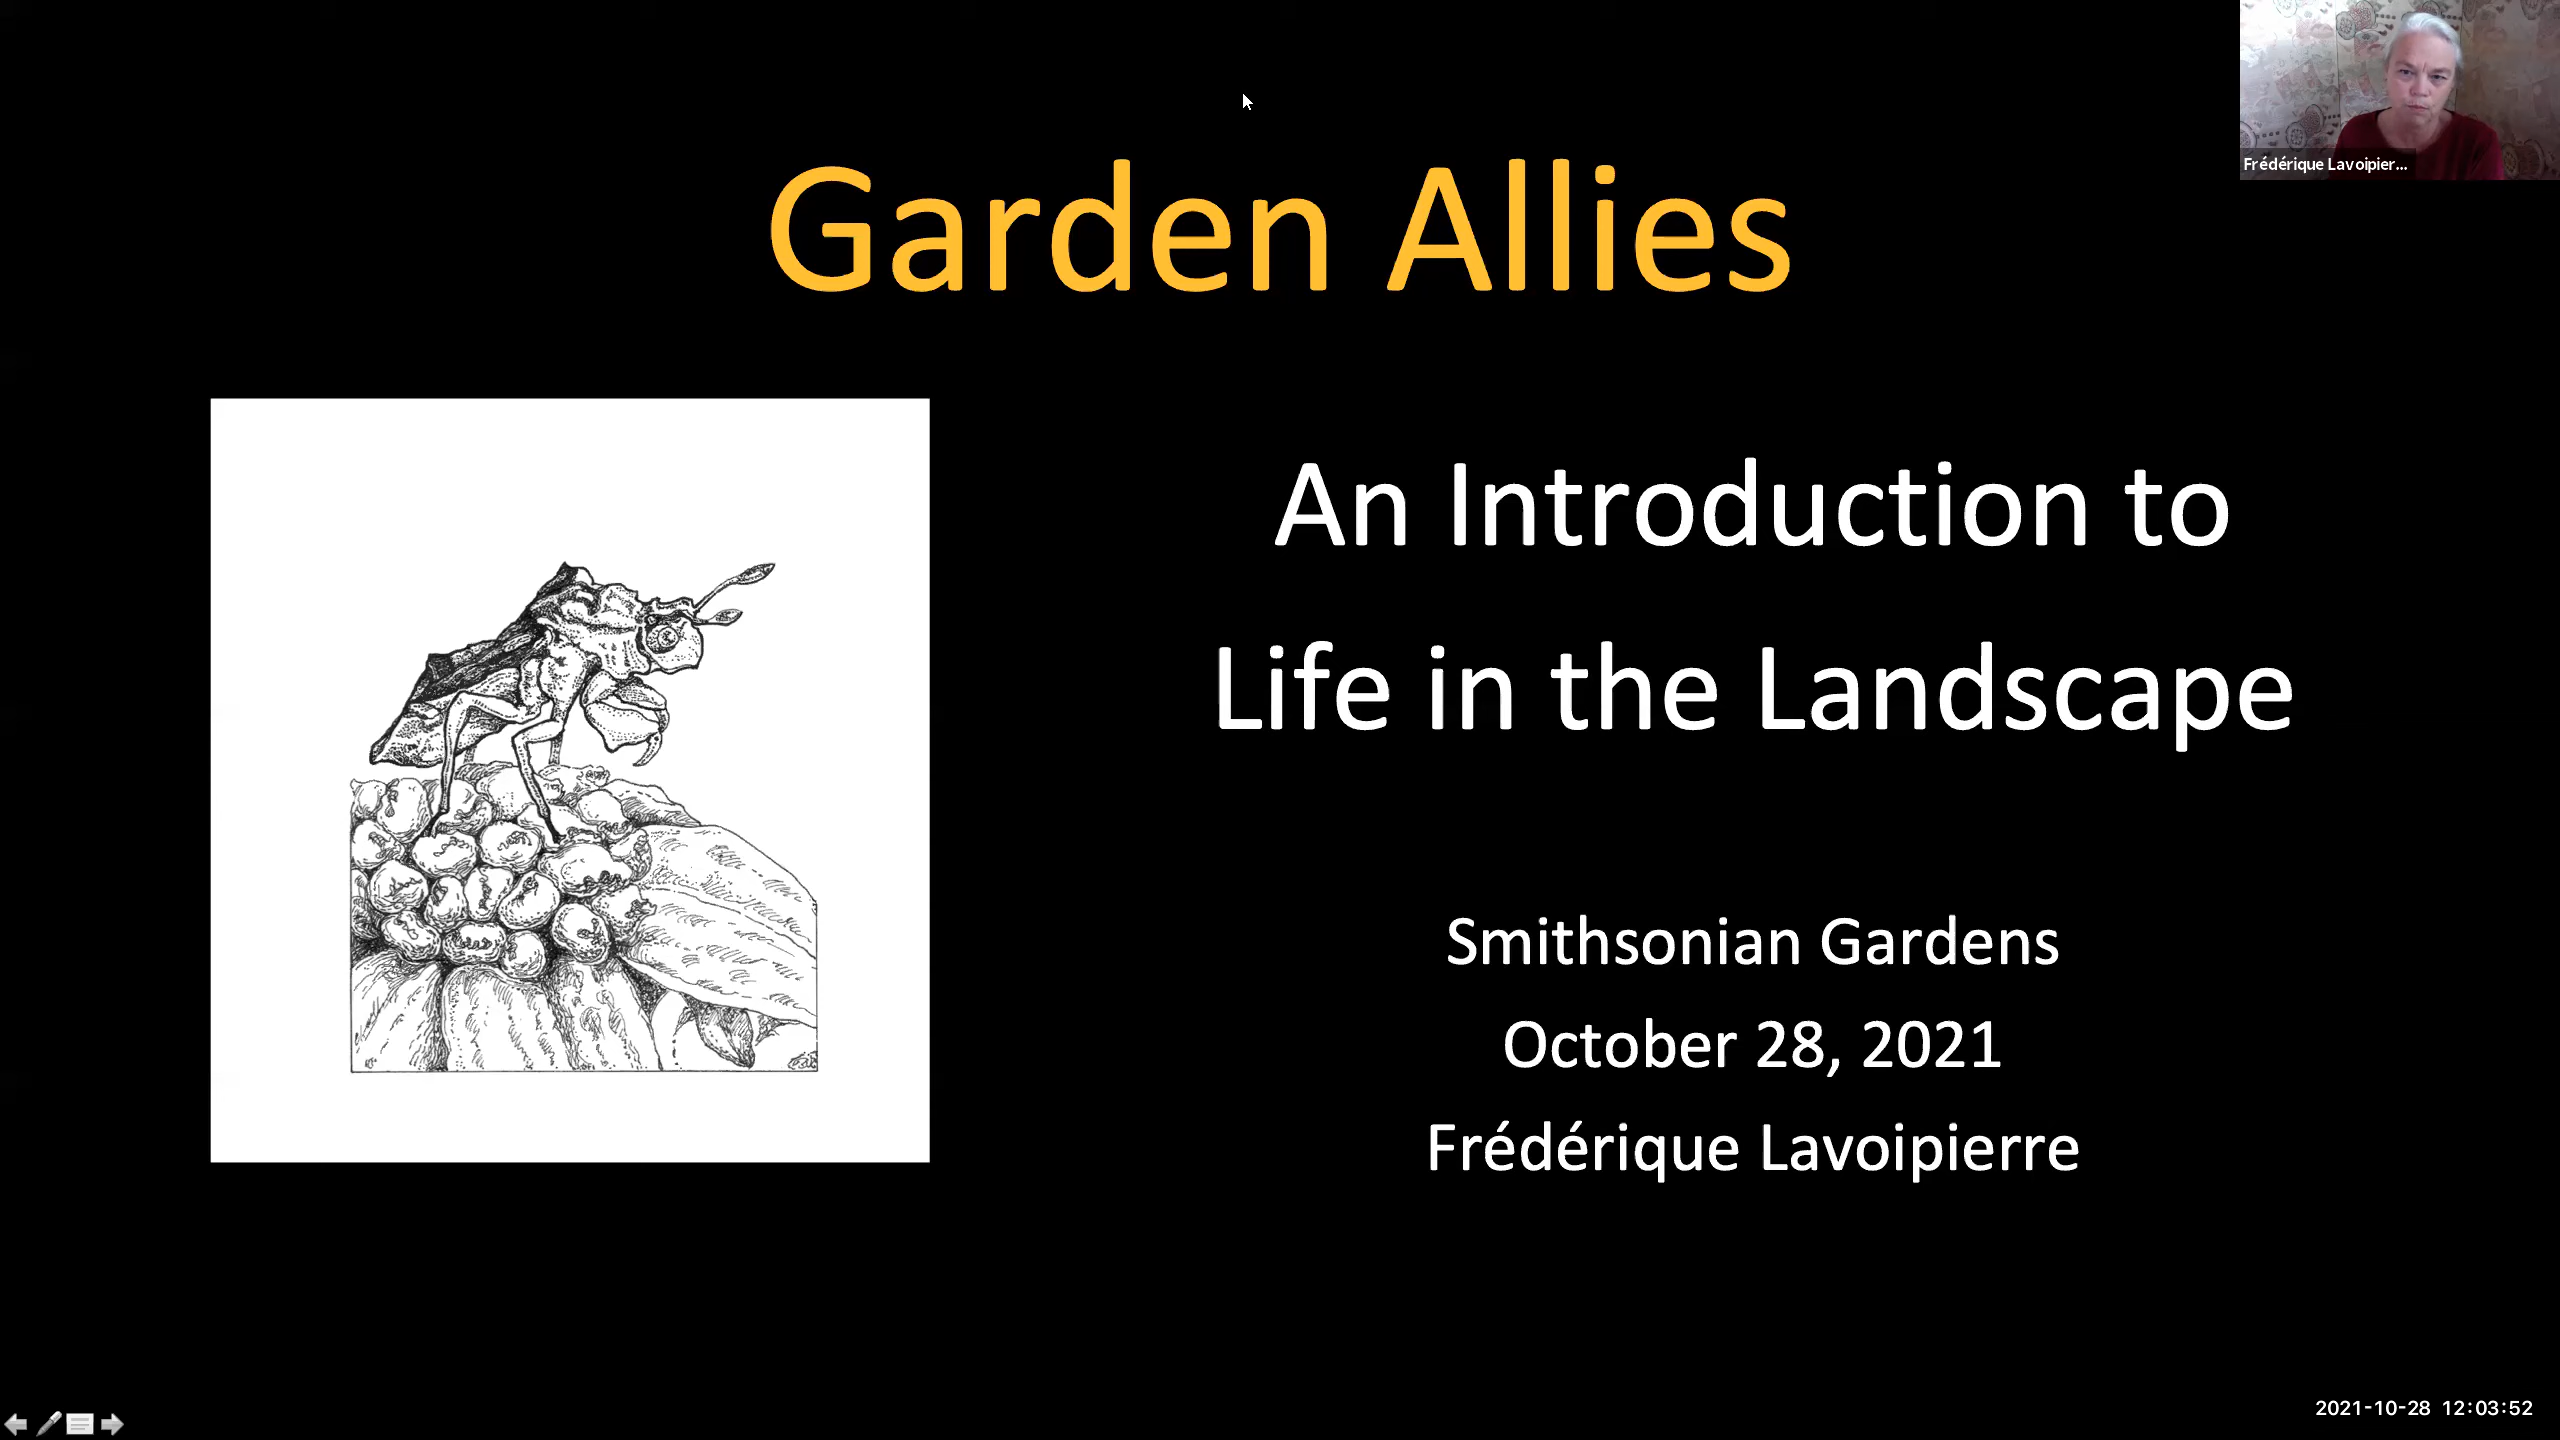 Frédérique Lavoipier...
Garden Allies
An Introduction to
Life in the Landscape
Smithsonian Gardens
October 28, 2021
Frédérique Lavoipierre
2021-10-28 12:03:52